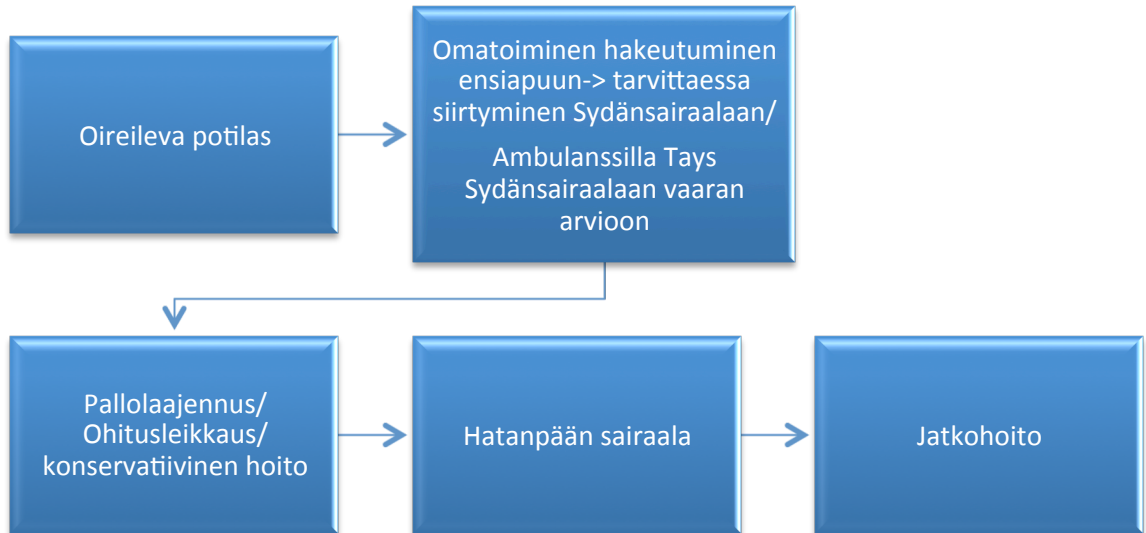 Oireileva potilas
Omatoiminen hakeutuminen
ensiapuun-> tarvittaessa
siirtyminen Sydänsairaalaan/
Ambulanssilla Tays
Sydänsairaalaan vaaran
arvioon
Pallolaajennus/
Ohitusleikkaus/
konservatiivinen hoito
Hatanpään sairaala
Jatkohoito